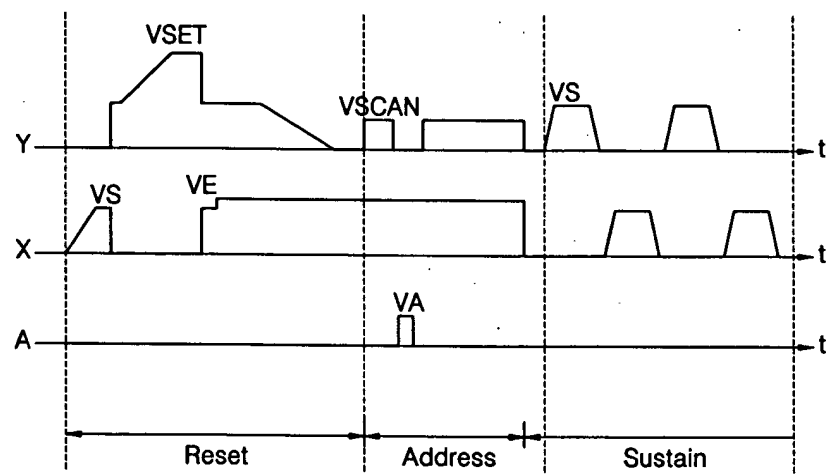 VSET
VSCAN
VS
Y
t
VS
VE
X
t
VA
A
t
Reset
Address
Sustain